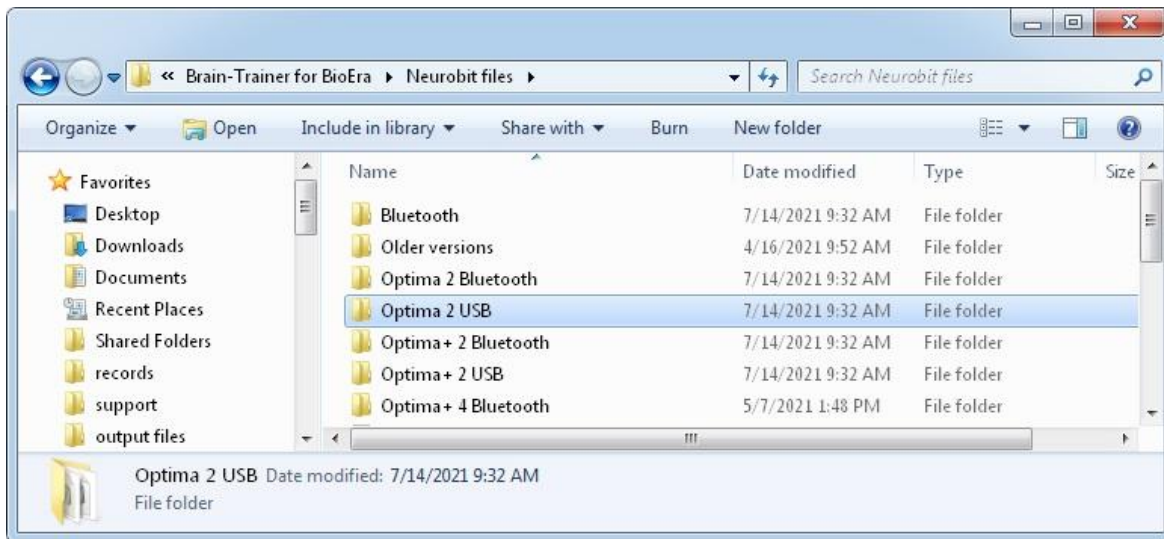 « Brain-Trainer for BioEra ▸ Neurobit files ▸ Search Neurobit files
Organize Open Include in library Share with Burn New folder
Favorites
Desktop
Downloads
Documents
Recent Places
Shared Folders
records
support
output files
Name Date modified Type Size
Bluetooth 7/14/2021 9:32 AM File folder
Older versions 4/16/2021 9:52 AM File folder
Optima 2 Bluetooth 7/14/2021 9:32 AM File folder
Optima 2 USB 7/14/2021 9:32 AM File folder
Optima+ 2 Bluetooth 7/14/2021 9:32 AM File folder
Optima+ 2 USB 7/14/2021 9:32 AM File folder
Optima+ 4 Bluetooth 5/7/2021 1:48 PM File folder
Optima 2 USB Date modified: 7/14/2021 9:32 AM
File folder